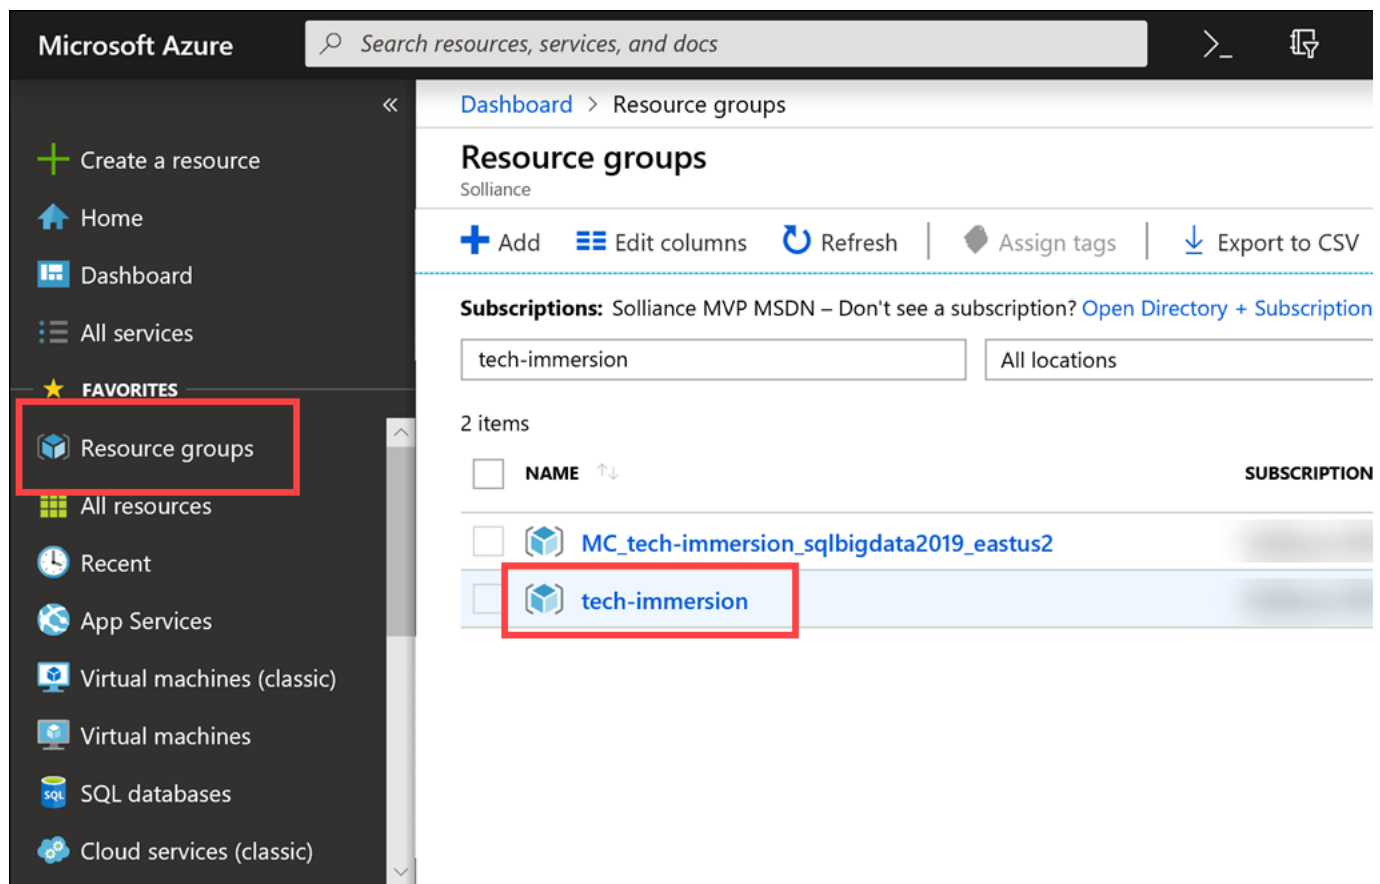 Microsoft Azure
Search resources, services, and docs
Dashboard > Resource groups
Create a resource
Home
Dashboard
All services
FAVORITES
Resource groups
All resources
Recent
App Services
Virtual machines (classic)
Virtual machines
SQL databases
Cloud services (classic)
Resource groups
Solliance
Add
Edit columns
Refresh
Assign tags
Export to CSV
Subscriptions: Solliance MVP MSDN – Don't see a subscription? Open Directory + Subscription
tech-immersion
All locations
2 items
NAME
SUBSCRIPTION
MC_tech-immersion_sqlbigdata2019_eastus2
tech-immersion